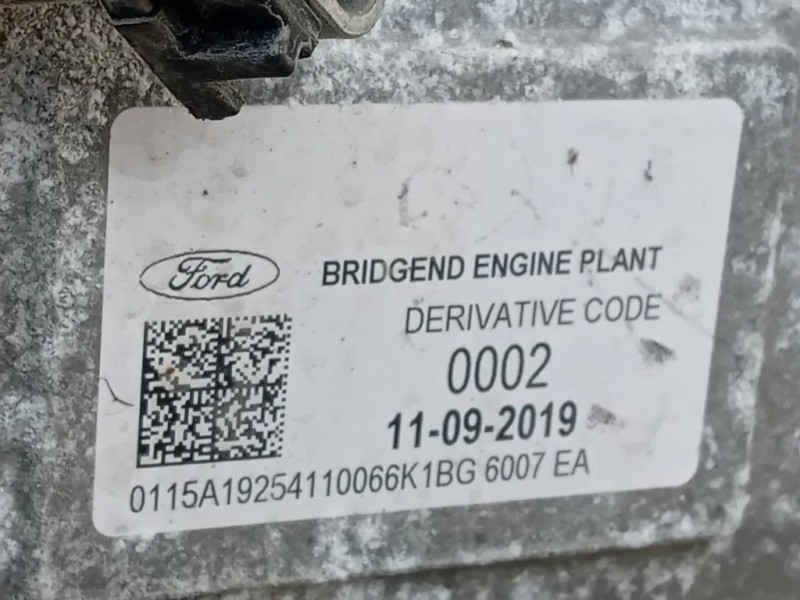 Ford
BRIDGEND ENGINE PLANT
DERIVATIVE CODE
0002
11-09-2019
0115A19254110066K1BG 6007 EA